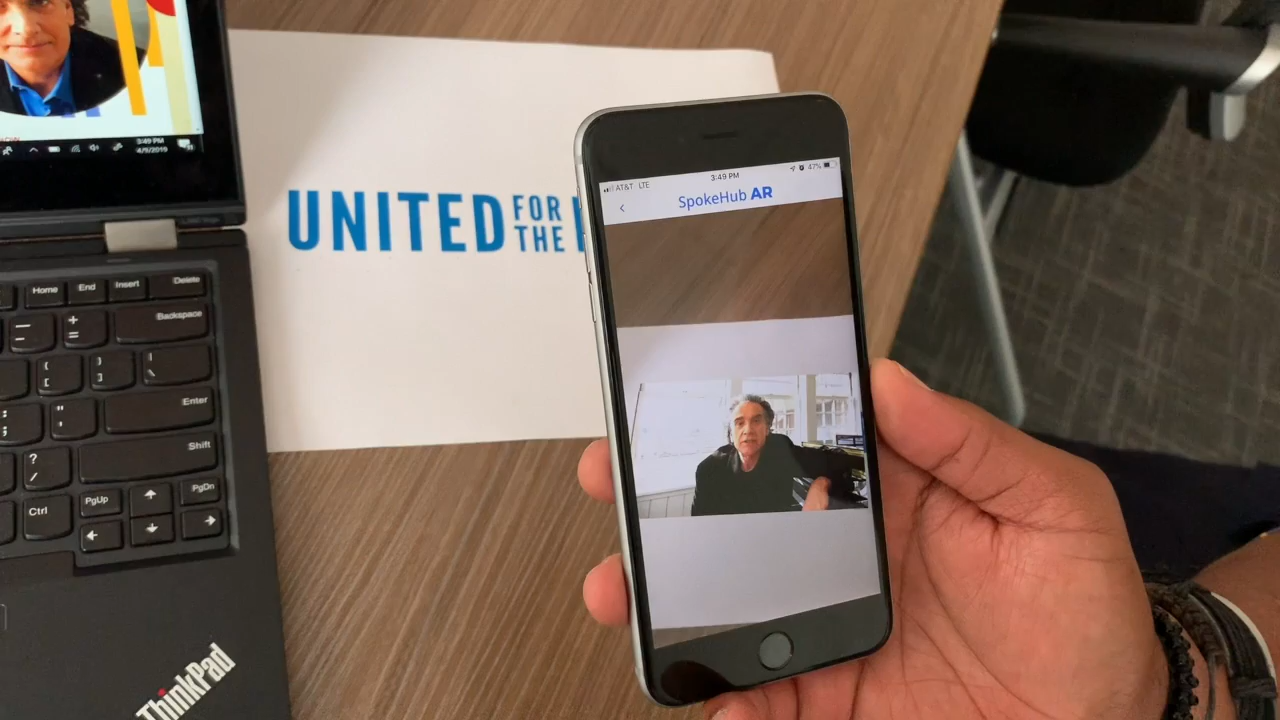 3:49 PM
4/9/2019
UNITED FOR
THE
AT&T LTE
3:49 PM
47%
SpokeHub AR
Home
End
Insert
Delete
Backspace
Enter
Shift
Ctrl
PgUp
PgDn
ThinkPad